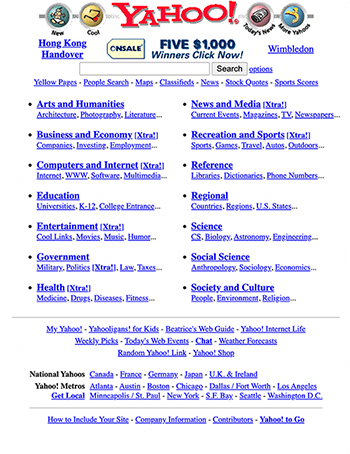 New Cool YAHOO! Today's News More Yahoos
Hong Kong Handover
ONSALE FIVE $1,000 Winners Click Now!
Wimbledon
Search options
Yellow Pages - People Search - Maps - Classifieds - News - Stock Quotes - Sports Scores
Arts and Humanities
Architecture, Photography, Literature...
News and Media [Xtra!]
Current Events, Magazines, TV, Newspapers...
Business and Economy [Xtra!]
Companies, Investing, Employment...
Recreation and Sports [Xtra!]
Sports, Games, Travel, Autos, Outdoors...
Computers and Internet [Xtra!]
Internet, WWW, Software, Multimedia...
Reference
Libraries, Dictionaries, Phone Numbers...
Education
Universities, K-12, College Entrance...
Regional
Countries, Regions, U.S. States...
Entertainment [Xtra!]
Cool Links, Movies, Music, Humor...
Science
CS, Biology, Astronomy, Engineering...
Government
Military, Politics [Xtra!], Law, Taxes...
Social Science
Anthropology, Sociology, Economics...
Health [Xtra!]
Medicine, Drugs, Diseases, Fitness...
Society and Culture
People, Environment, Religion...
My Yahoo! - Yahooligans! for Kids - Beatrice's Web Guide - Yahoo! Internet Life
Weekly Picks - Today's Web Events - Chat - Weather Forecasts
Random Yahoo! Link - Yahoo! Shop
National Yahoos Canada - France - Germany - Japan - U.K. & Ireland
Yahoo! Metros Atlanta - Austin - Boston - Chicago - Dallas / Fort Worth - Los Angeles
Get Local Minneapolis / St. Paul - New York - S.F. Bay - Seattle - Washington D.C.
How to Include Your Site - Company Information - Contributors - Yahoo! to Go